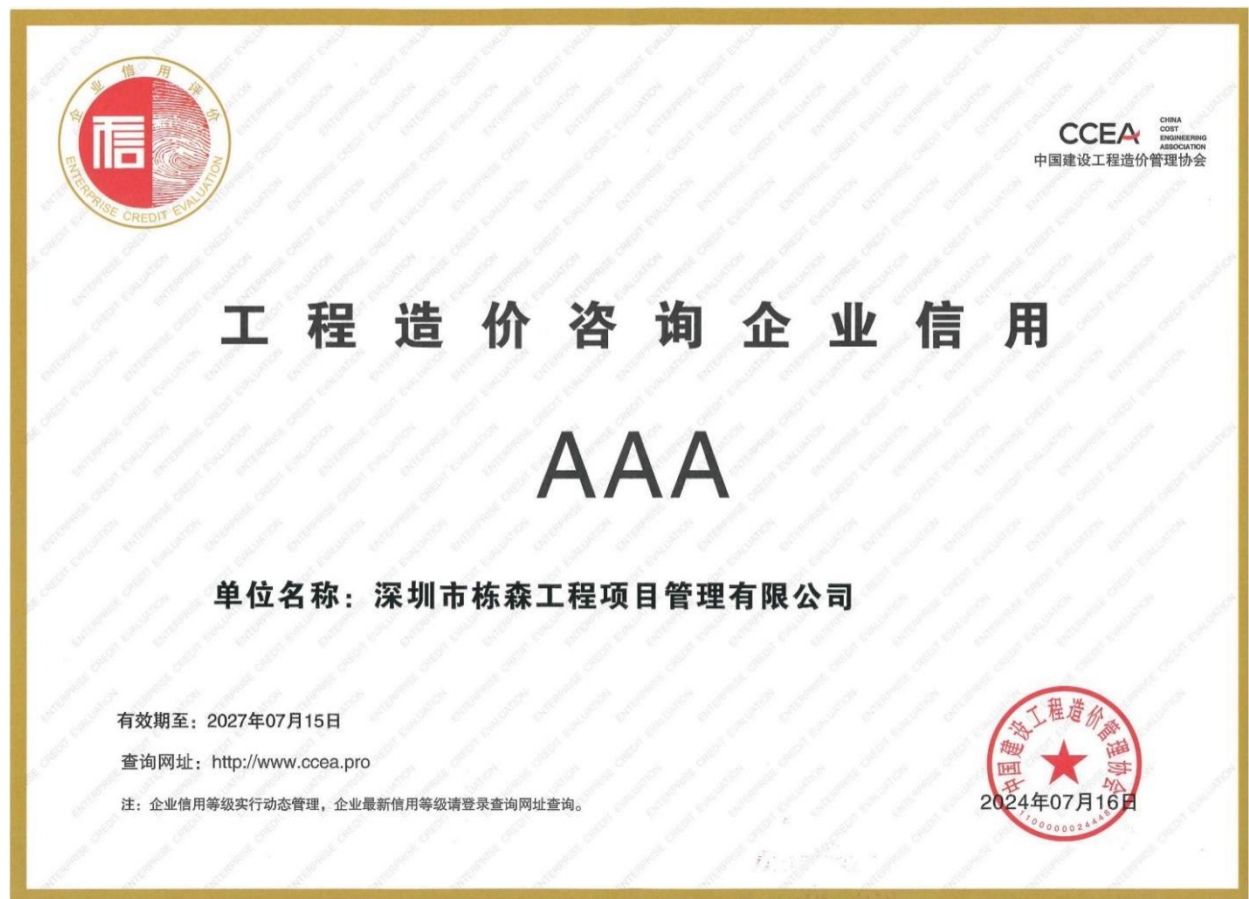 企业信用评价
信
ENTERPRISE CREDIT EVALUATION
CCEA
CHINA
COST
ENGINEERING
ASSOCIATION
中国建设工程造价管理协会
工程造价咨询企业信用
AAA
单位名称：深圳市栋森工程项目管理有限公司
有效期至：2027年07月15日
查询网址：http://www.ccea.pro
注：企业信用等级实行动态管理，企业最新信用等级请登录查询网址查询。
中国建设工程造价管理协会
2024年07月16日